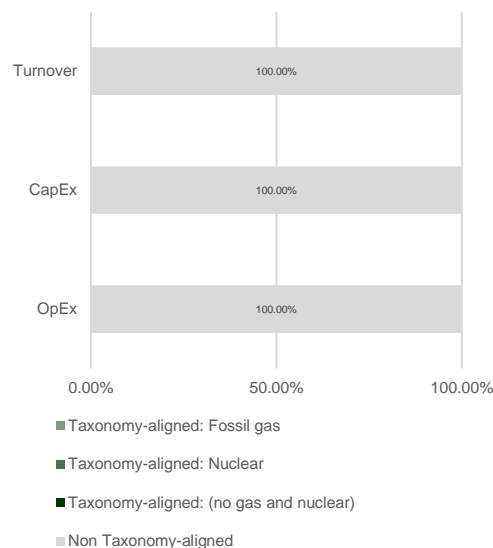 Turnover
100.00%
CapEx
100.00%
OpEx
100.00%
0.00% 50.00% 100.00%
Taxonomy-aligned: Fossil gas
Taxonomy-aligned: Nuclear
Taxonomy-aligned: (no gas and nuclear)
Non Taxonomy-aligned